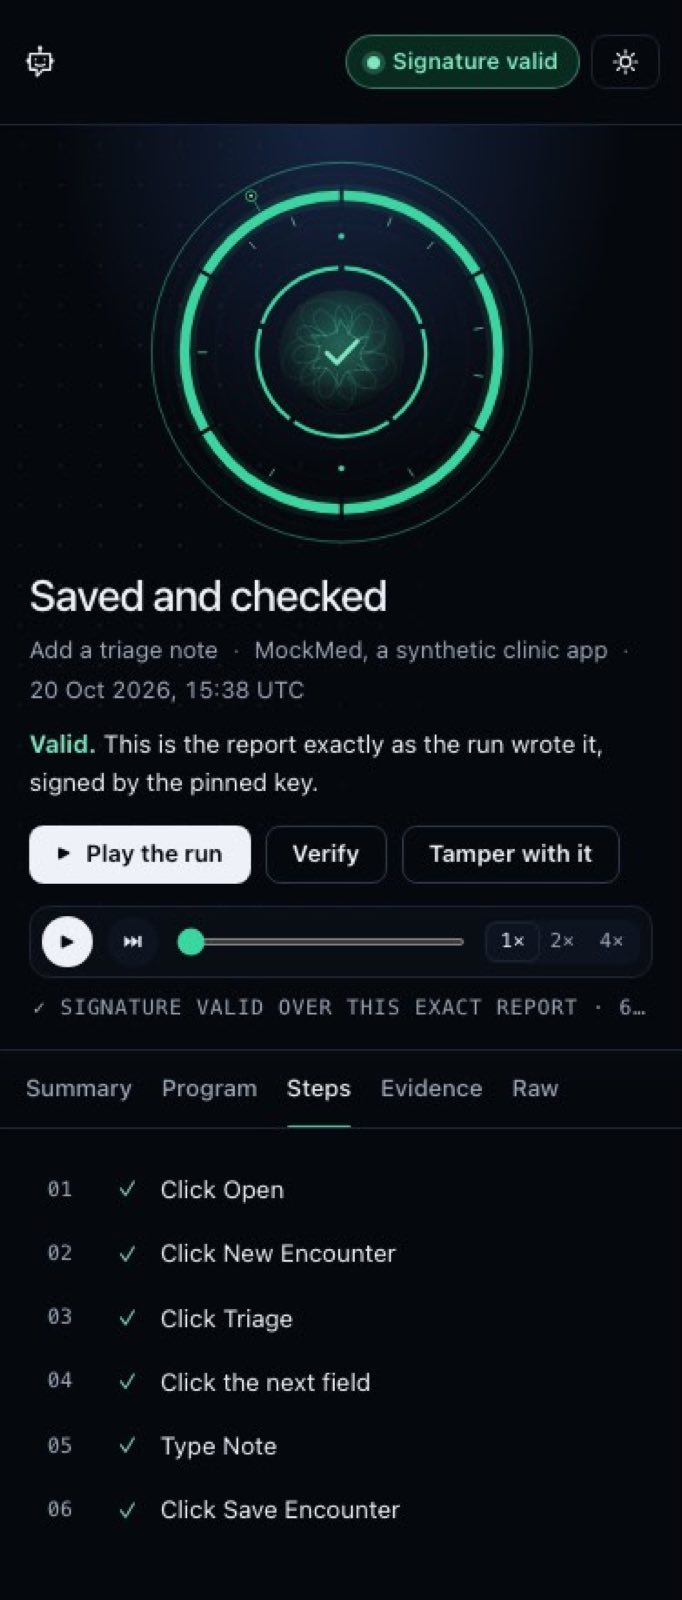 Signature valid
Saved and checked
Add a triage note · MockMed, a synthetic clinic app ·
20 Oct 2026, 15:38 UTC
Valid. This is the report exactly as the run wrote it,
signed by the pinned key.
Play the run
Verify
Tamper with it
1×
2×
4×
✓ SIGNATURE VALID OVER THIS EXACT REPORT · 6…
Summary
Program
Steps
Evidence
Raw
01 ✓ Click Open
02 ✓ Click New Encounter
03 ✓ Click Triage
04 ✓ Click the next field
05 ✓ Type Note
06 ✓ Click Save Encounter